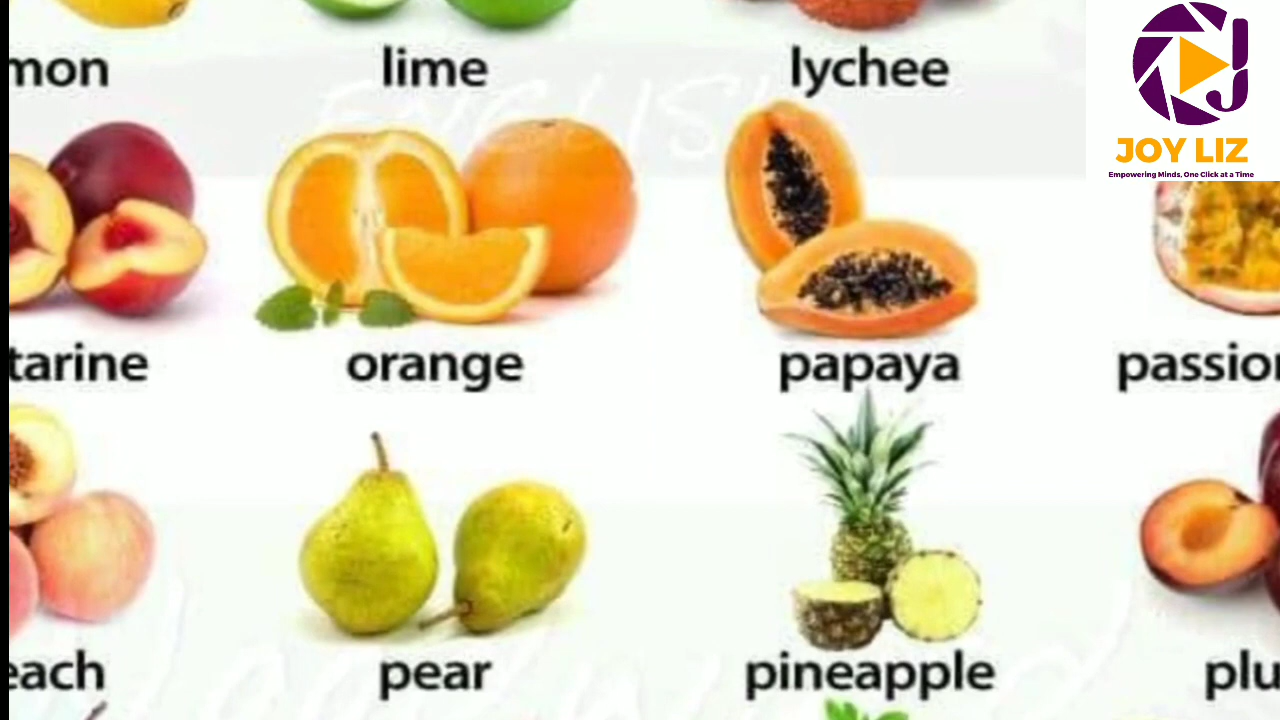 mon lime lychee
JOY LIZ
Empowering Minds, One Click at a Time
ENGLISH
tarine orange papaya passion
each pear pineapple plu